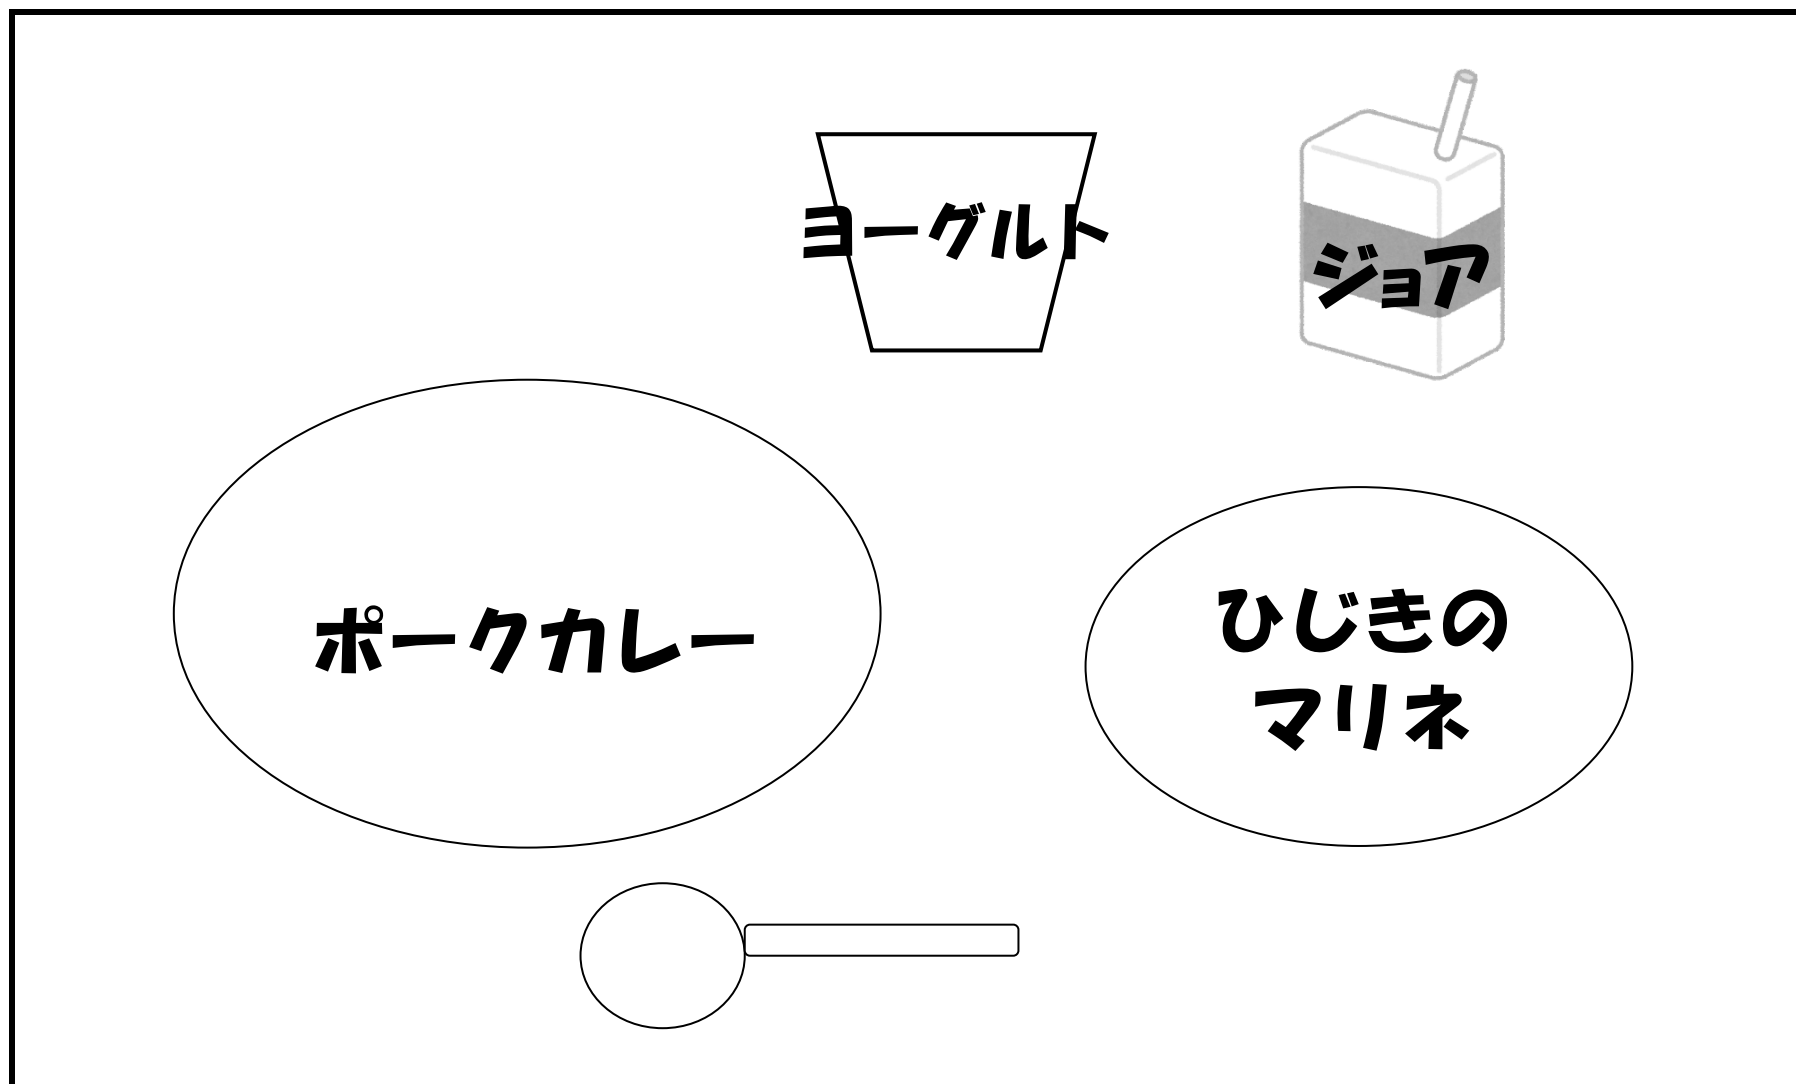 ヨーグルト
ジョア
ポークカレー
ひじきの
マリネ